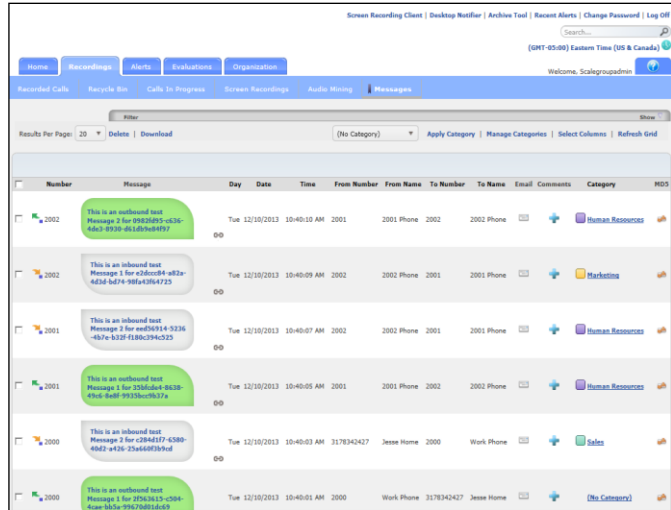 Screen Recording Client | Desktop Notifier | Archive Tool | Recent Alerts | Change Password | Log Off
Search...
(GMT-05:00) Eastern Time (US & Canada)
Home Recordings Alerts Evaluations Organization
Welcome, Scalegroupadmin
Recorded Calls Recycle Bin Calls In Progress Screen Recordings Audio Mining Messages
Filter Show
Results Per Page: 20 Delete | Download (No Category) Apply Category | Manage Categories | Select Columns | Refresh Grid
Number Message Day Date Time From Number From Name To Number To Name Email Comments Category MD5
This is an outbound test
2002 Message 2 for 0982fd95-c636- Tue 12/10/2013 10:40:10 AM 2001 2001 Phone 2002 2002 Phone Human Resources
4de3-8930-d61db9e84f97
This is an inbound test
2002 Message 1 for e2dccc84-a82a- Tue 12/10/2013 10:40:09 AM 2002 2002 Phone 2001 2001 Phone Marketing
4d3d-bd74-98fa43f64725
This is an inbound test
2001 Message 2 for eed56914-5236 Tue 12/10/2013 10:40:07 AM 2002 2002 Phone 2001 2001 Phone Human Resources
-4b7e-b32f-f180c394c525
This is an outbound test
2001 Message 1 for 35bfcde4-8638- Tue 12/10/2013 10:40:05 AM 2001 2001 Phone 2002 2002 Phone Human Resources
49c6-8e8f-9935bcc9b37a
This is an inbound test
2000 Message 2 for c284d1f7-6580- Tue 12/10/2013 10:40:03 AM 3178342427 Jesse Home 2000 Work Phone Sales
40d2-a426-25a660f3b9cd
This is an outbound test
2000 Message 1 for 2f563615-c504- Tue 12/10/2013 10:40:01 AM 2000 Work Phone 3178342427 Jesse Home (No Category)
4cae-bb5a-99670d01dc69